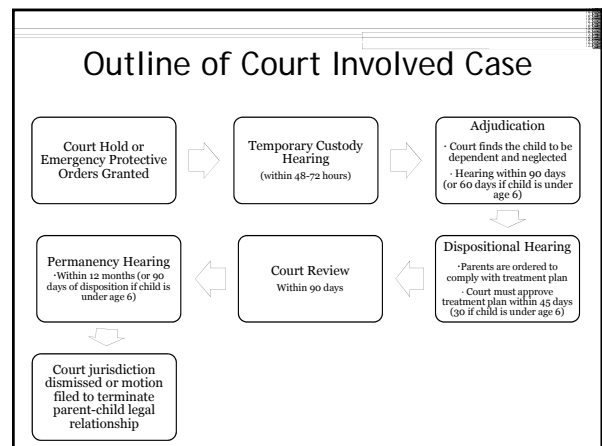 Outline of Court Involved Case
Court Hold or
Emergency Protective
Orders Granted
Temporary Custody
Hearing
(within 48-72 hours)
Adjudication
· Court finds the child to be
dependent and neglected
· Hearing within 90 days
(or 60 days if child is under
age 6)
Dispositional Hearing
·Parents are ordered to
comply with treatment plan
· Court must approve
treatment plan within 45 days
(30 if child is under age 6)
Court Review
Within 90 days
Permanency Hearing
·Within 12 months (or 90
days of disposition if child is
under age 6)
Court jurisdiction
dismissed or motion
filed to terminate
parent-child legal
relationship